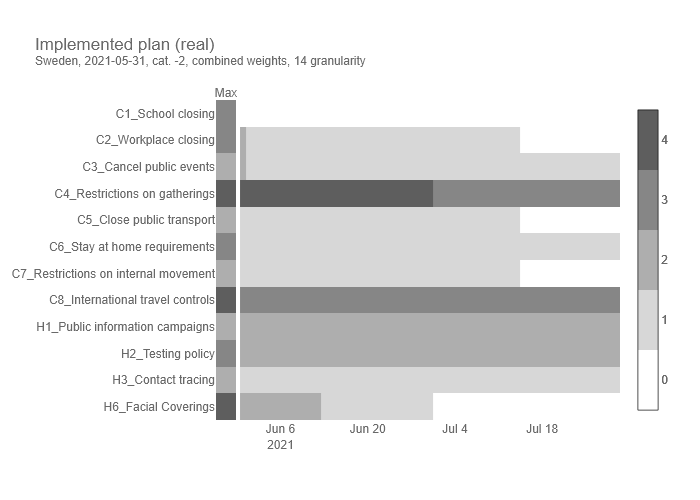 Implemented plan (real)
Sweden, 2021-05-31, cat. -2, combined weights, 14 granularity
Max
C1_School closing
C2_Workplace closing
C3_Cancel public events
C4_Restrictions on gatherings
C5_Close public transport
C6_Stay at home requirements
C7_Restrictions on internal movement
C8_International travel controls
H1_Public information campaigns
H2_Testing policy
H3_Contact tracing
H6_Facial Coverings
Jun 6
2021
Jun 20
Jul 4
Jul 18
4
3
2
1
0